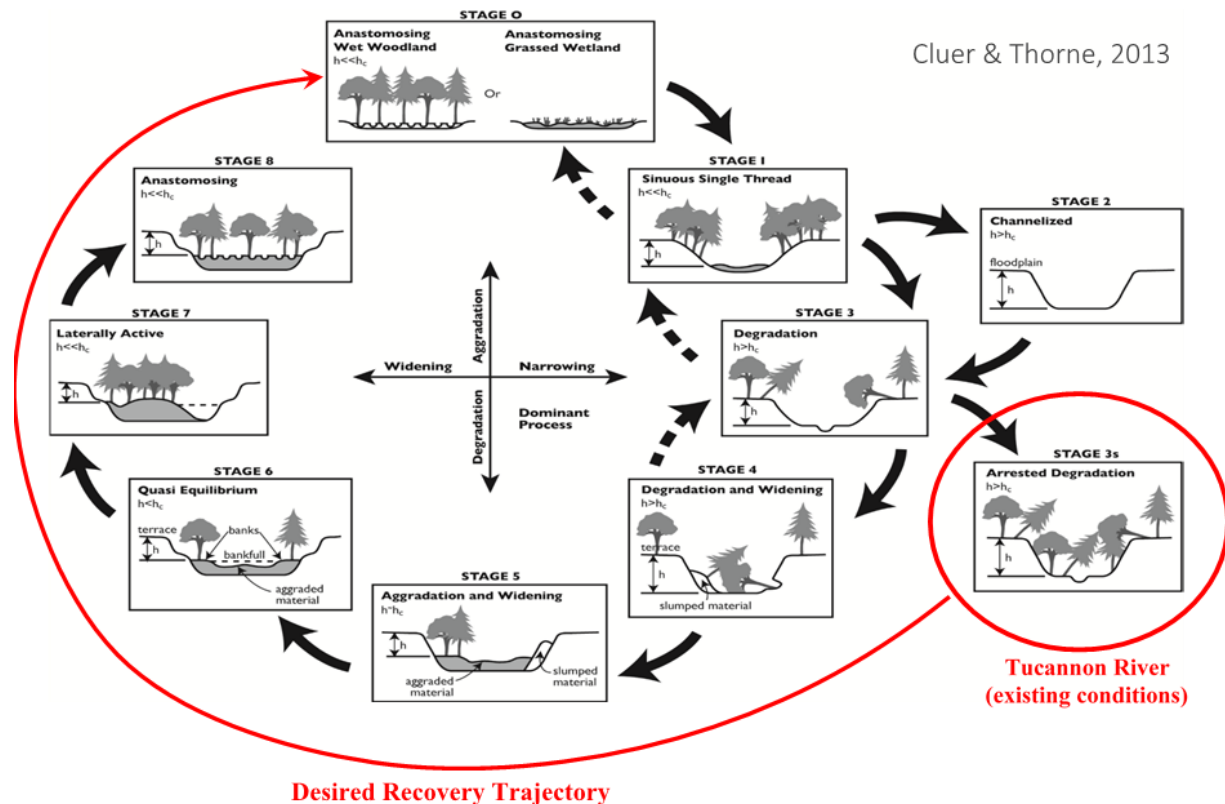 Cluer & Thorne, 2013
STAGE 0
Anastomosing
Wet Woodland
h<<hc
Or
Anastomosing
Grassed Wetland
STAGE 1
Sinuous Single Thread
h<<hc
h
STAGE 2
Channelized
h>hc
floodplain
h
STAGE 8
Anastomosing
h<<hc
h
STAGE 3
Degradation
h>hc
h
STAGE 7
Laterally Active
h<<hc
h
Widening
Narrowing
Aggradation
Degradation
Dominant
Process
STAGE 3s
Arrested Degradation
h>hc
h
STAGE 4
Degradation and Widening
h>hc
terrace
h
slumped material
STAGE 6
Quasi Equilibrium
h<hc
terrace
banks
h
bankfull
aggraded
material
STAGE 5
Aggradation and Widening
h~hc
h
aggraded
material
slumped
material
Tucannon River
(existing conditions)
Desired Recovery Trajectory